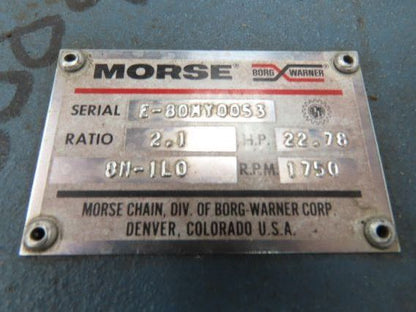 MORSE® BORG WARNER®
SERIAL E-80MY0053
RATIO 2.1 H.P. 22.78
8M-1LO R.P.M. 1750
MORSE CHAIN, DIV. OF BORG-WARNER CORP.
DENVER, COLORADO U.S.A.